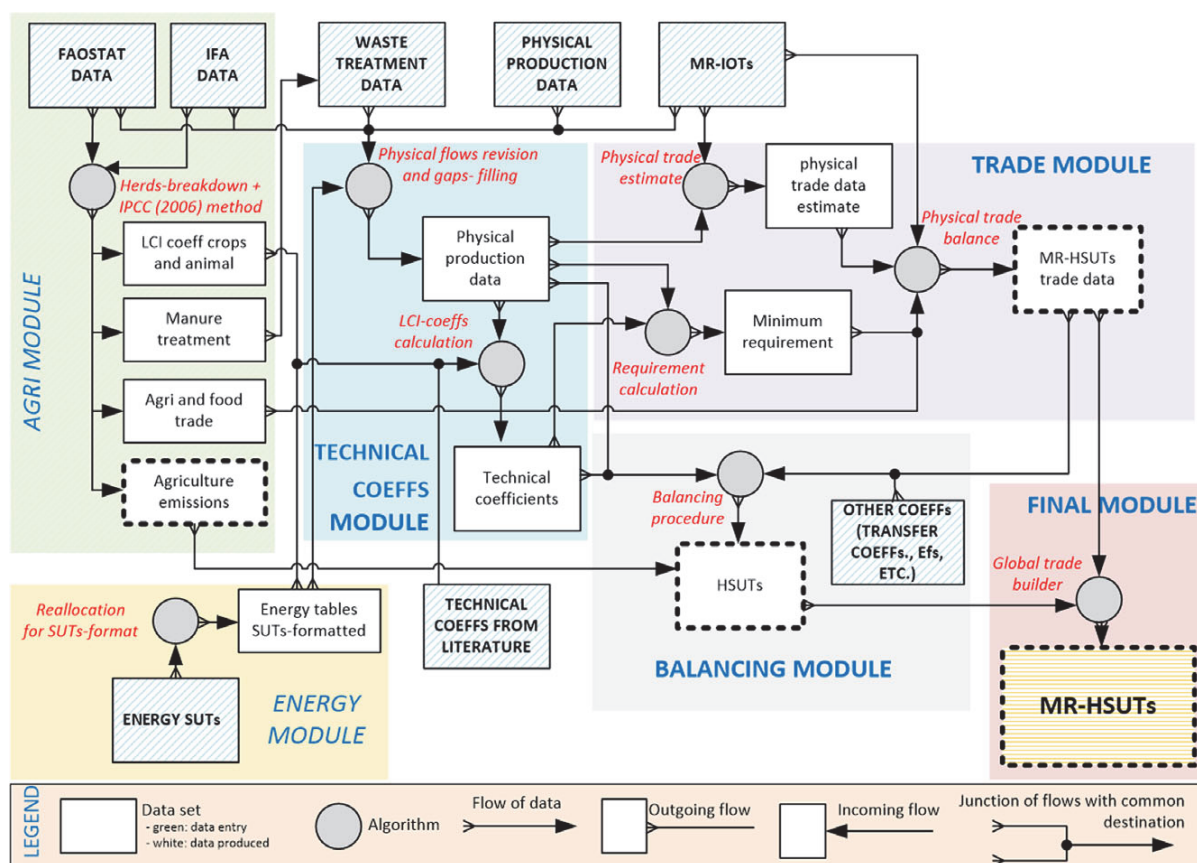 FAOSTAT
DATA
IFA
DATA
WASTE
TREATMENT
DATA
PHYSICAL
PRODUCTION
DATA
MR-IOTs
Herds-breakdown +
IPCC (2006) method
Physical flows revision
and gaps- filling
Physical trade
estimate
physical
trade data
estimate
TRADE MODULE
Physical trade
balance
LCI coeff crops
and animal
Physical
production
data
MR-HSUTs
trade data
AGRI MODULE
Manure
treatment
LCI-coeffs
calculation
Minimum
requirement
Requirement
calculation
Agri and food
trade
TECHNICAL
COEFFS
MODULE
Agriculture
emissions
Technical
coefficients
Balancing
procedure
OTHER COEFFs
(TRANSFER
COEFFs., Efs,
ETC.)
FINAL MODULE
HSUTs
Global trade
builder
Reallocation
for SUTs-format
Energy tables
SUTs-formatted
TECHNICAL
COEFFS FROM
LITERATURE
BALANCING MODULE
ENERGY SUTs
ENERGY
MODULE
MR-HSUTs
LEGEND
Data set
- green: data entry
- white: data produced
Algorithm
Flow of data
Outgoing flow
Incoming flow
Junction of flows with common
destination